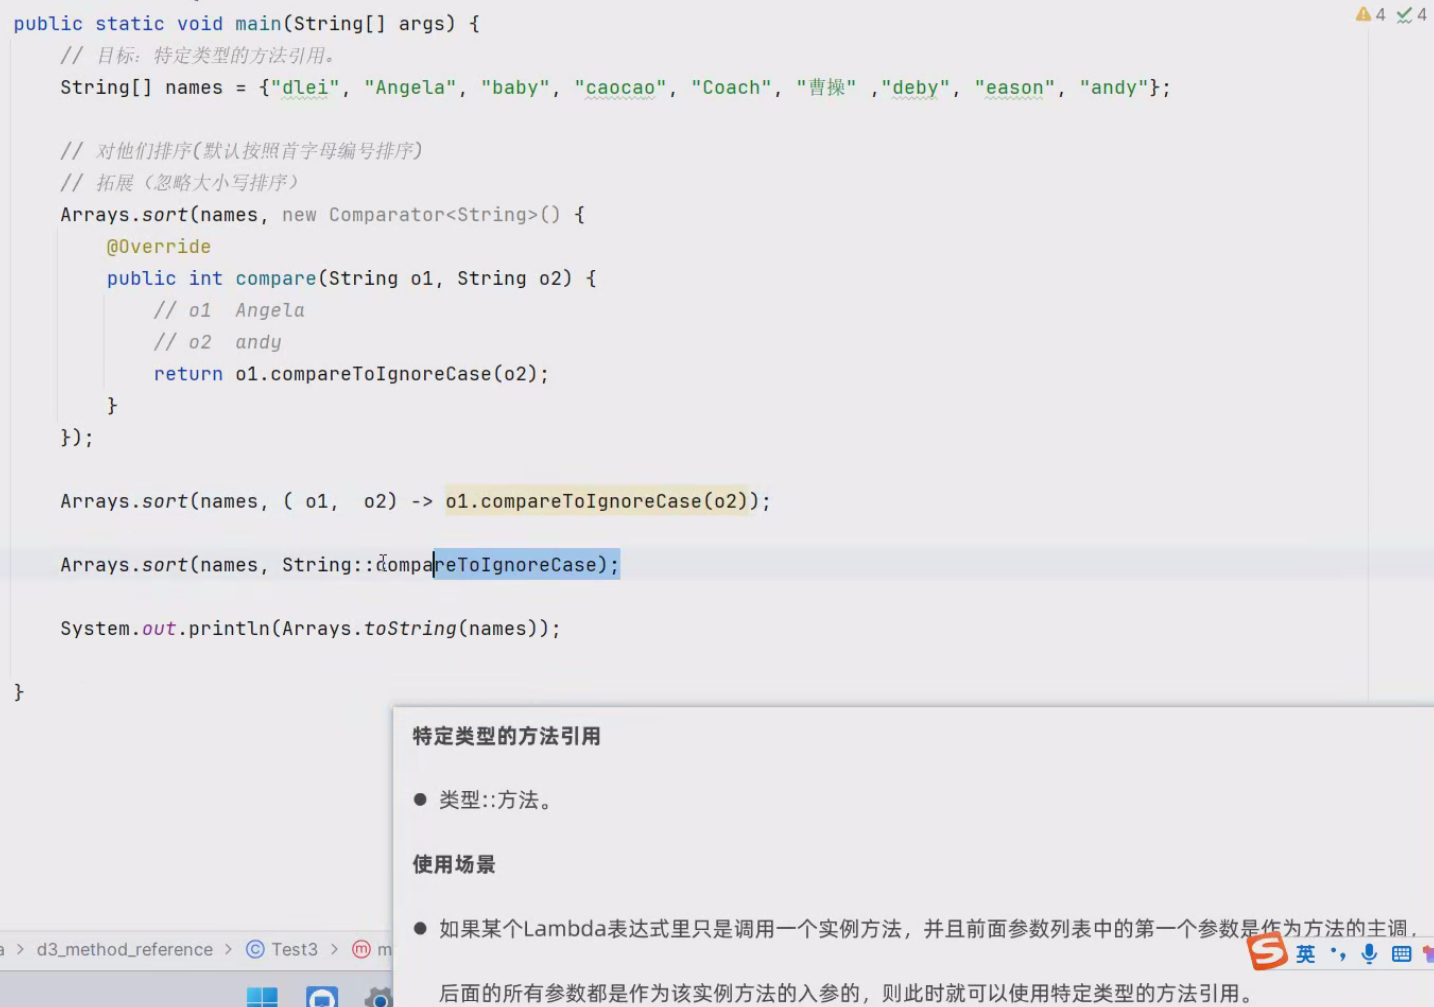 public static void main(String[] args) {
4 4
// 目标：特定类型的方法引用。
String[] names = {"dlei", "Angela", "baby", "caocao", "Coach", "曹操" ,"deby", "eason", "andy"};
// 对他们排序(默认按照首字母编号排序)
// 拓展（忽略大小写排序）
Arrays.sort(names, new Comparator<String>() {
@Override
public int compare(String o1, String o2) {
// o1 Angela
// o2 andy
return o1.compareToIgnoreCase(o2);
}
});
Arrays.sort(names, ( o1, o2) -> o1.compareToIgnoreCase(o2));
Arrays.sort(names, String::compareToIgnoreCase);
System.out.println(Arrays.toString(names));
}
特定类型的方法引用
● 类型::方法。
使用场景
● 如果某个Lambda表达式里只是调用一个实例方法，并且前面参数列表中的第一个参数是作为方法的主调，
后面的所有参数都是作为该实例方法的入参的，则此时就可以使用特定类型的方法引用。
a > d3_method_reference > C Test3 > m m
S 英